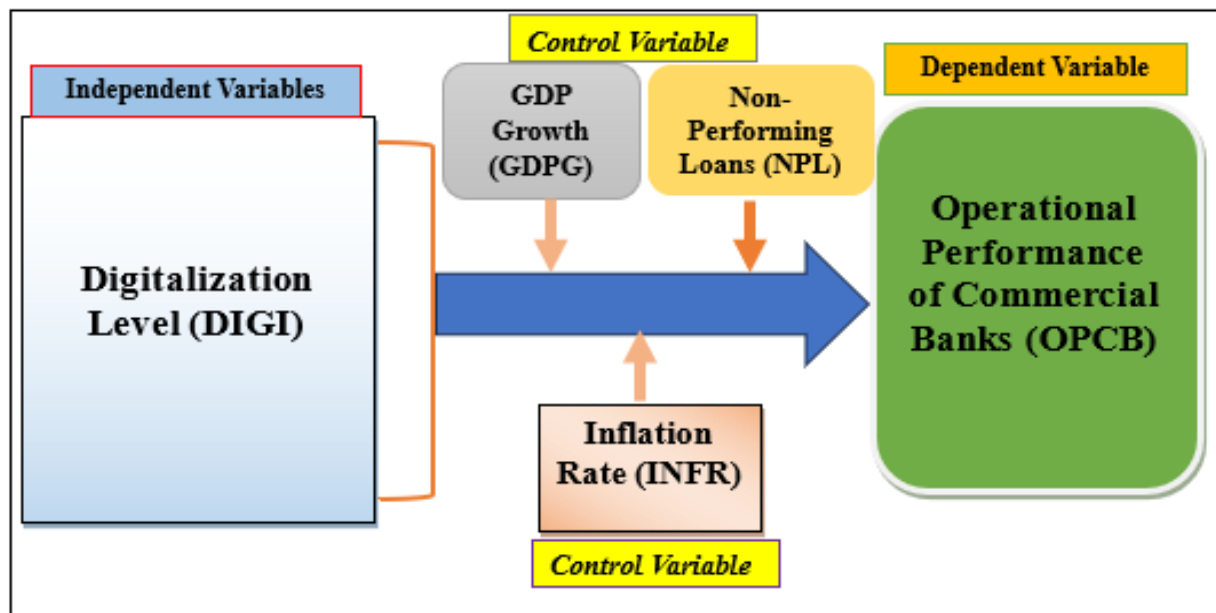 Control Variable
Independent Variables
Dependent Variable
GDP
Growth
(GDPG)
Non-
Performing
Loans (NPL)
Digitalization
Level (DIGI)
Operational
Performance
of Commercial
Banks (OPCB)
Inflation
Rate (INFR)
Control Variable